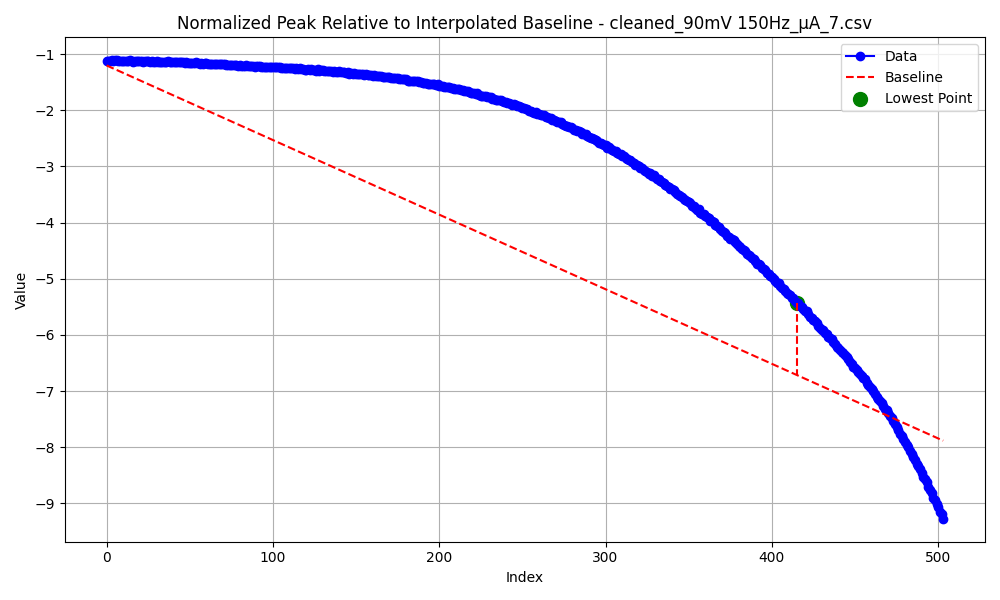 Normalized Peak Relative to Interpolated Baseline - cleaned_90mV 150Hz_μA_7.csv
Data
Baseline
Lowest Point
Value
−1
−2
−3
−4
−5
−6
−7
−8
−9
0 100 200 300 400 500
Index